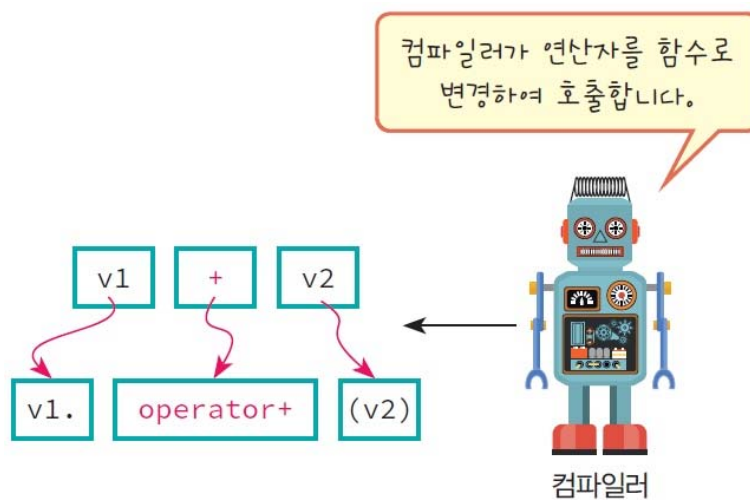 컴파일러가 연산자를 함수로
변경하여 호출합니다.
v1 + v2
v1. operator+ (v2)
컴파일러